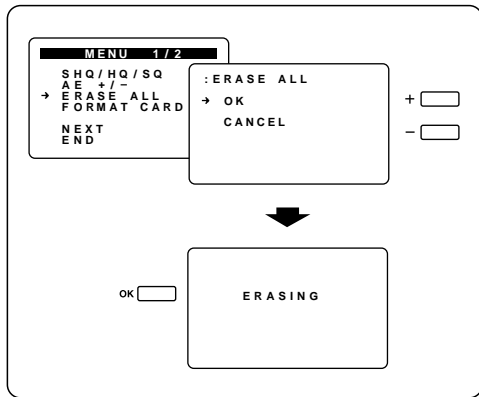 MENU 1/2
SHQ/HQ/SQ
AE +/−
→ ERASE ALL
FORMAT CARD
NEXT
END
:ERASE ALL
→ OK
CANCEL
+
−
OK
ERASING